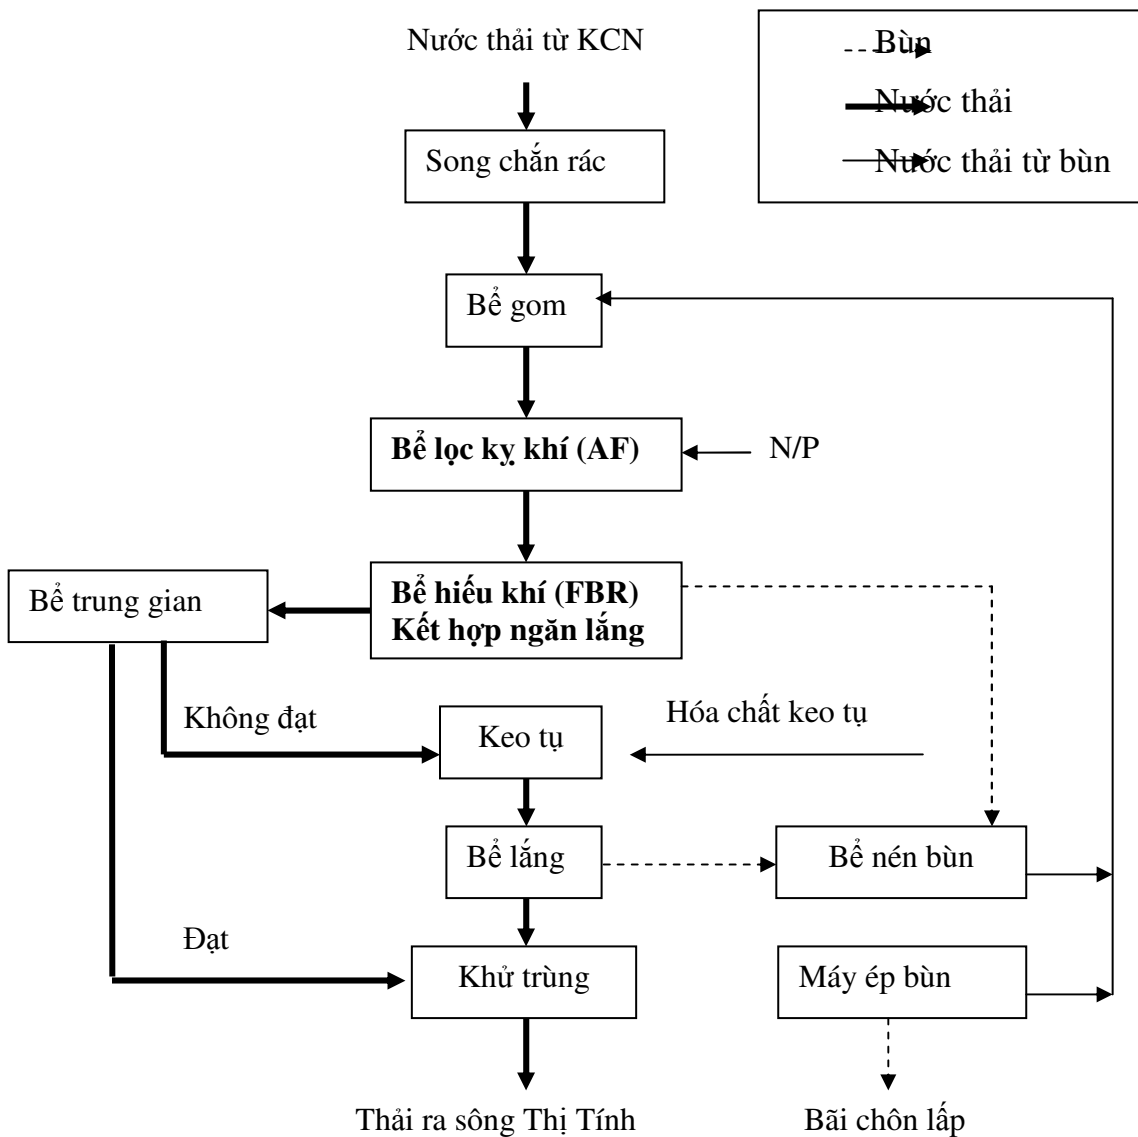 Nước thải từ KCN
Bùn
Nước thải
Nước thải từ bùn
Song chắn rác
Bể gom
Bể lọc kỵ khí (AF)
N/P
Bể hiếu khí (FBR)
Kết hợp ngăn lắng
Bể trung gian
Không đạt
Keo tụ
Hóa chất keo tụ
Bể lắng
Bể nén bùn
Đạt
Khử trùng
Máy ép bùn
Thải ra sông Thị Tính
Bãi chôn lấp